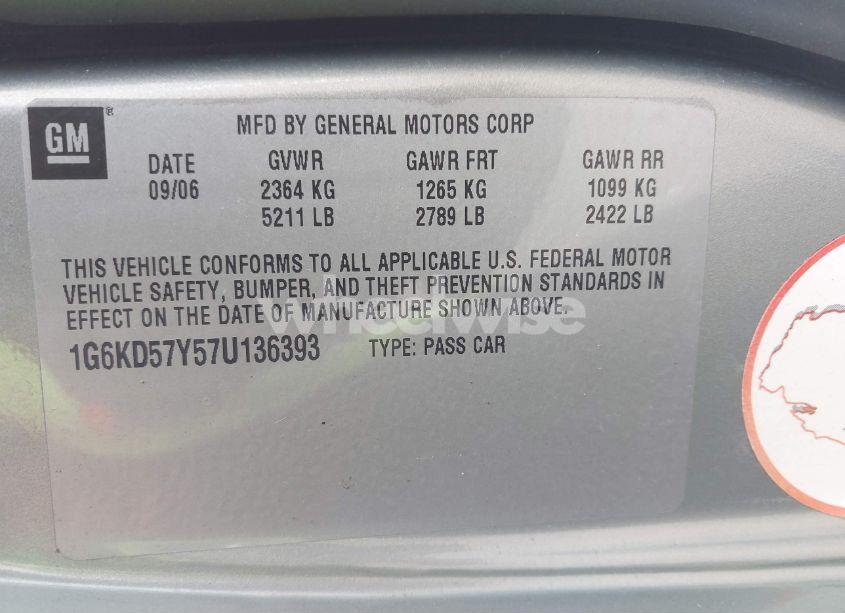 GM ®
MFD BY GENERAL MOTORS CORP
DATE GVWR GAWR FRT GAWR RR
09/06 2364 KG 1265 KG 1099 KG
5211 LB 2789 LB 2422 LB
THIS VEHICLE CONFORMS TO ALL APPLICABLE U.S. FEDERAL MOTOR
VEHICLE SAFETY, BUMPER, AND THEFT PREVENTION STANDARDS IN
EFFECT ON THE DATE OF MANUFACTURE SHOWN ABOVE.
wheelwise
1G6KD57Y57U136393 TYPE: PASS CAR